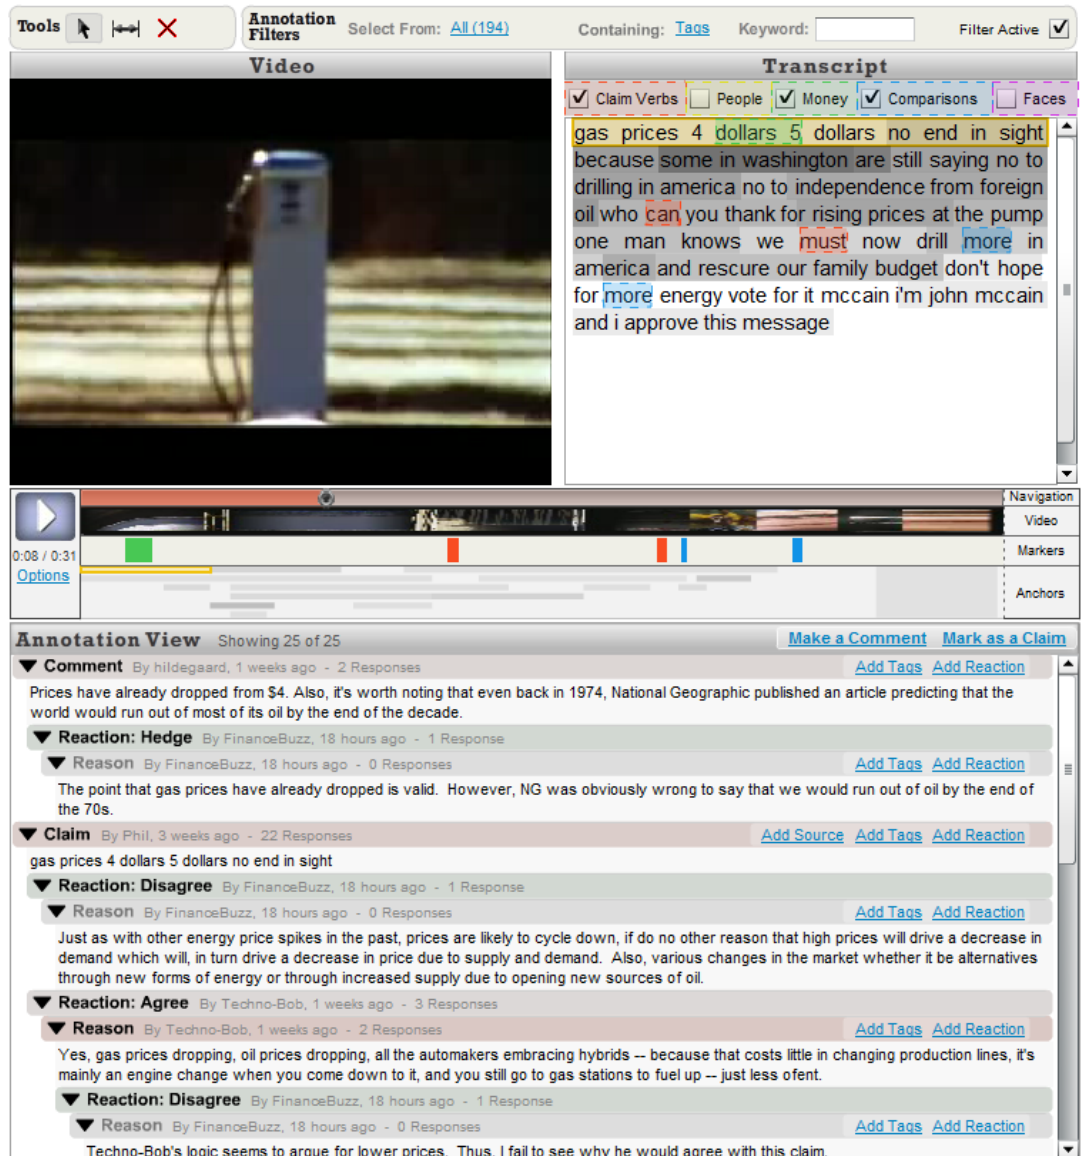 Tools
Annotation Filters
Select From: All (194)
Containing: Tags
Keyword:
Filter Active
Video
Transcript
Claim Verbs
People
Money
Comparisons
Faces
gas prices 4 dollars 5 dollars no end in sight
because some in washington are still saying no to
drilling in america no to independence from foreign
oil who can you thank for rising prices at the pump
one man knows we must now drill more in
america and rescure our family budget don't hope
for more energy vote for it mccain i'm john mccain
and i approve this message
Navigation
Video
0:08 / 0:31
Markers
Options
Anchors
Annotation View Showing 25 of 25
Make a Comment Mark as a Claim
Comment By hildegaard, 1 weeks ago - 2 Responses
Add Tags Add Reaction
Prices have already dropped from $4. Also, it's worth noting that even back in 1974, National Geographic published an article predicting that the
world would run out of most of its oil by the end of the decade.
Reaction: Hedge By FinanceBuzz, 18 hours ago - 1 Response
Reason By FinanceBuzz, 18 hours ago - 0 Responses
Add Tags Add Reaction
The point that gas prices have already dropped is valid. However, NG was obviously wrong to say that we would run out of oil by the end of
the 70s.
Claim By Phil, 3 weeks ago - 22 Responses
Add Source Add Tags Add Reaction
gas prices 4 dollars 5 dollars no end in sight
Reaction: Disagree By FinanceBuzz, 18 hours ago - 1 Response
Reason By FinanceBuzz, 18 hours ago - 0 Responses
Add Tags Add Reaction
Just as with other energy price spikes in the past, prices are likely to cycle down, if do no other reason that high prices will drive a decrease in
demand which will, in turn drive a decrease in price due to supply and demand. Also, various changes in the market whether it be alternatives
through new forms of energy or through increased supply due to opening new sources of oil.
Reaction: Agree By Techno-Bob, 1 weeks ago - 3 Responses
Reason By Techno-Bob, 1 weeks ago - 2 Responses
Add Tags Add Reaction
Yes, gas prices dropping, oil prices dropping, all the automakers embracing hybrids -- because that costs little in changing production lines, it's
mainly an engine change when you come down to it, and you still go to gas stations to fuel up -- just less ofent.
Reaction: Disagree By FinanceBuzz, 18 hours ago - 1 Response
Reason By FinanceBuzz, 18 hours ago - 0 Responses
Add Tags Add Reaction
Techno-Bob's logic seems to argue for lower prices. Thus, I fail to see why he would agree with this claim.